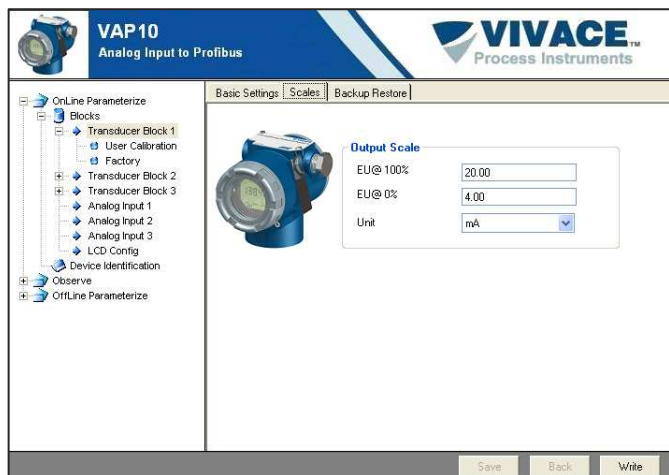 VAP10
Analog Input to Profibus
VIVACE™
Process Instruments
OnLine Parameterize
Blocks
Transducer Block 1
User Calibration
Factory
Transducer Block 2
Transducer Block 3
Analog Input 1
Analog Input 2
Analog Input 3
LCD Config
Device Identification
Observe
OffLine Parameterize
Basic Settings Scales Backup Restore
Output Scale
EU@ 100% 20.00
EU@ 0% 4.00
Unit mA
Save Back Write